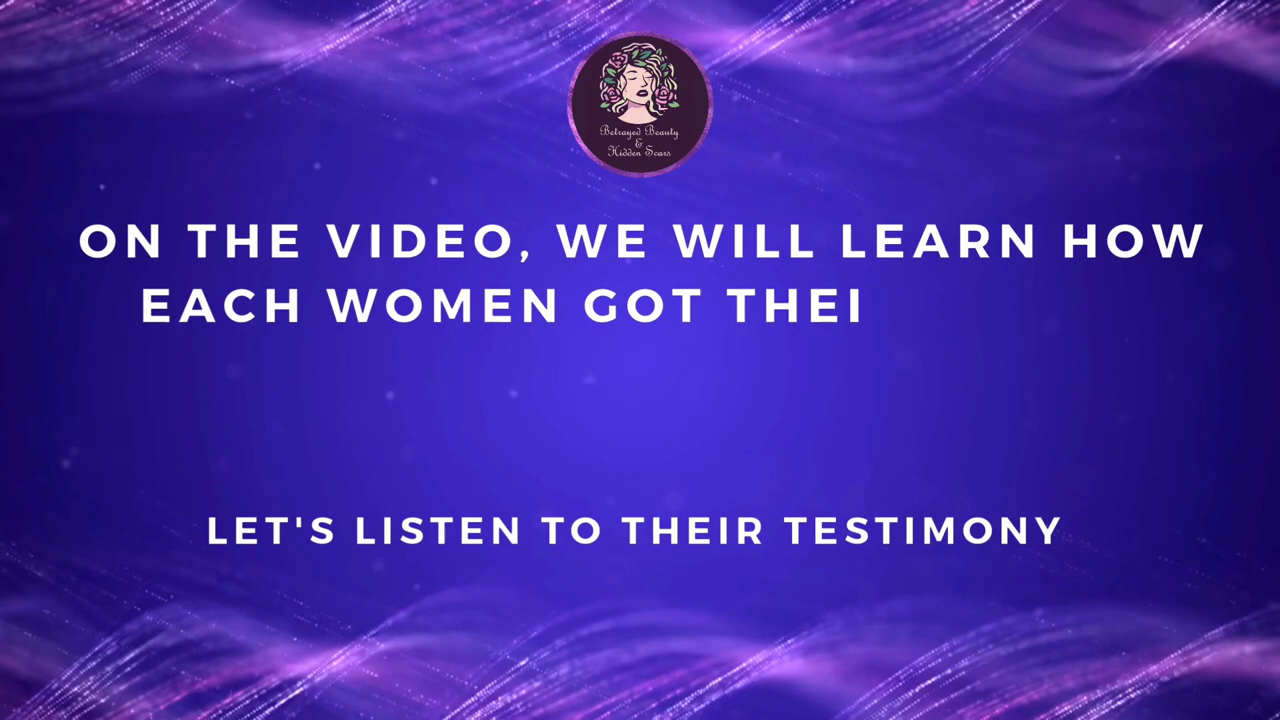 Betrayed Beauty
&
Hidden Scars
ON THE VIDEO, WE WILL LEARN HOW
EACH WOMEN GOT THEI
LET'S LISTEN TO THEIR TESTIMONY